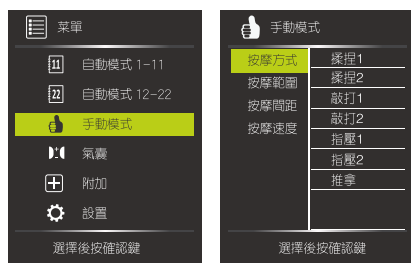 菜單
11 自動模式 1-11
22 自動模式 12-22
手動模式
氣囊
附加
設置
選擇後按確認鍵
手動模式
按摩方式
按摩範圍
按摩間距
按摩速度
揉捏1
揉捏2
敲打1
敲打2
指壓1
指壓2
推拿
選擇後按確認鍵